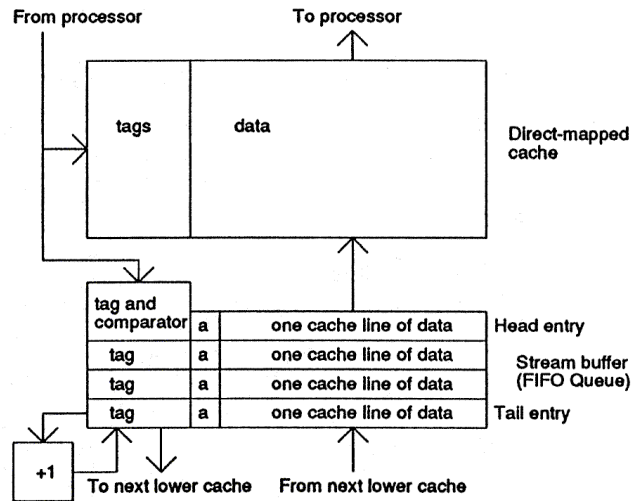 From processor
To processor
tags
data
Direct-mapped
cache
tag and
comparator
a
one cache line of data
Head entry
tag
a
one cache line of data
Stream buffer
(FIFO Queue)
tag
a
one cache line of data
tag
a
one cache line of data
Tail entry
+1
To next lower cache
From next lower cache